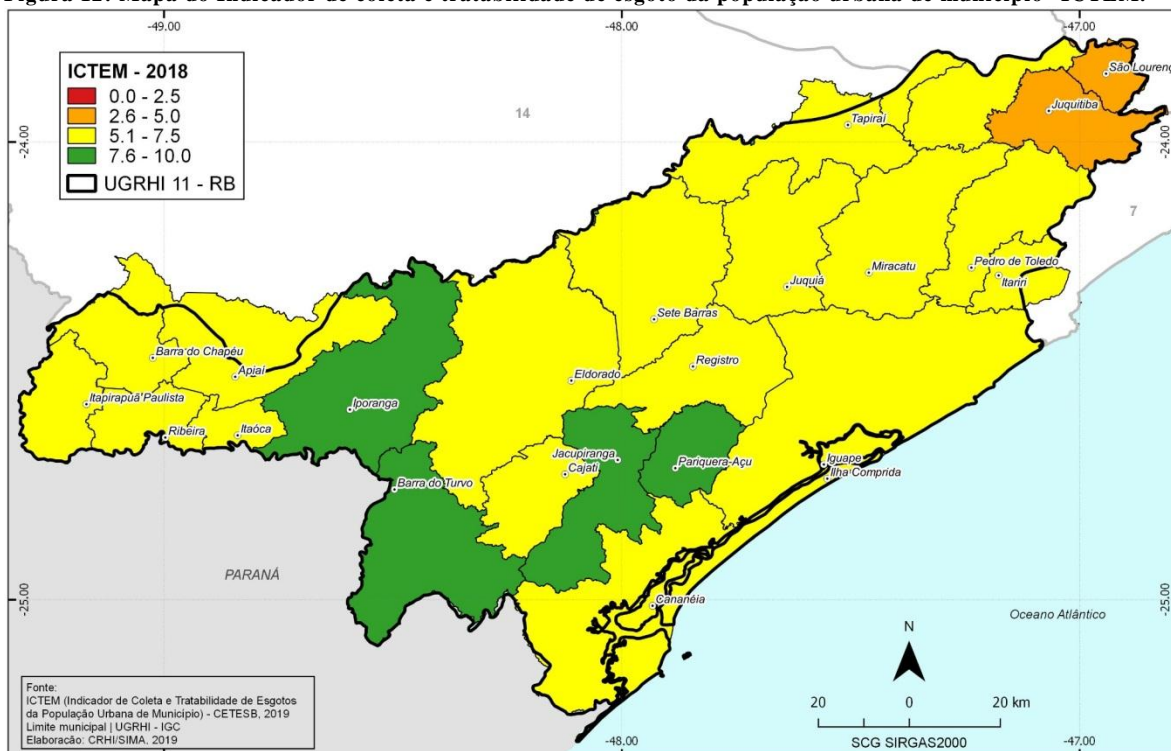 Figura 12: Mapa do Indicador de coleta e tratabilidade de esgoto da população urbana de município - ICTEM.
-49.00
-48.00
-47.00
ICTEM - 2018
0.0 - 2.5
2.6 - 5.0
5.1 - 7.5
7.6 - 10.0
UGRHI 11 - RB
14
São Lourenç
Juquitiba
Tapiraí
-24.00
-24.00
7
Pedro de Toledo
Miracatu
Itariri
Juquiá
Sete Barras
Barra do Chapéu
Registro
Apiaí
Eldorado
Itapirapuã Paulista
Iporanga
Ribeira
Itaóca
Jacupiranga
Pariquera-Açu
Iguape
Cajati
Ilha Comprida
Barra do Turvo
PARANÁ
-25.00
-25.00
Cananéia
Oceano Atlântico
N
Fonte:
ICTEM (Indicador de Coleta e Tratabilidade de Esgotos
da População Urbana de Município) - CETESB, 2019
Limite municipal | UGRHI - IGC
Elaboração: CRHI/SIMA, 2019
20 0 20 km
SCG SIRGAS2000
-48.00
-47.00